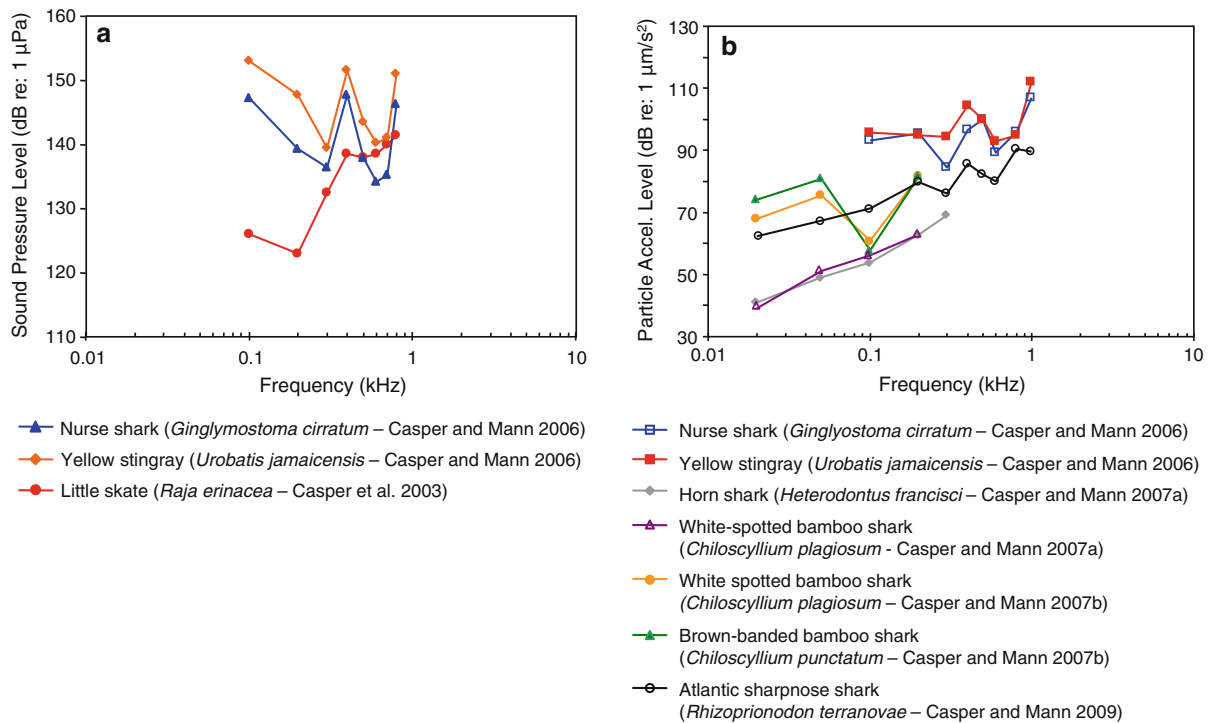 a
160
150
140
130
120
110
0.01
0.1
1
10
Sound Pressure Level (dB re: 1 µPa)
Frequency (kHz)
Nurse shark (Ginglymostoma cirratum – Casper and Mann 2006)
Yellow stingray (Urobatis jamaicensis – Casper and Mann 2006)
Little skate (Raja erinacea – Casper et al. 2003)
b
130
110
90
70
50
30
0.01
0.1
1
10
Particle Accel. Level (dB re: 1 µm/s²)
Frequency (kHz)
Nurse shark (Ginglyostoma cirratum – Casper and Mann 2006)
Yellow stingray (Urobatis jamaicensis – Casper and Mann 2006)
Horn shark (Heterodontus francisci – Casper and Mann 2007a)
White-spotted bamboo shark
(Chiloscyllium plagiosum - Casper and Mann 2007a)
White spotted bamboo shark
(Chiloscyllium plagiosum – Casper and Mann 2007b)
Brown-banded bamboo shark
(Chiloscyllium punctatum – Casper and Mann 2007b)
Atlantic sharpnose shark
(Rhizoprionodon terranovae – Casper and Mann 2009)